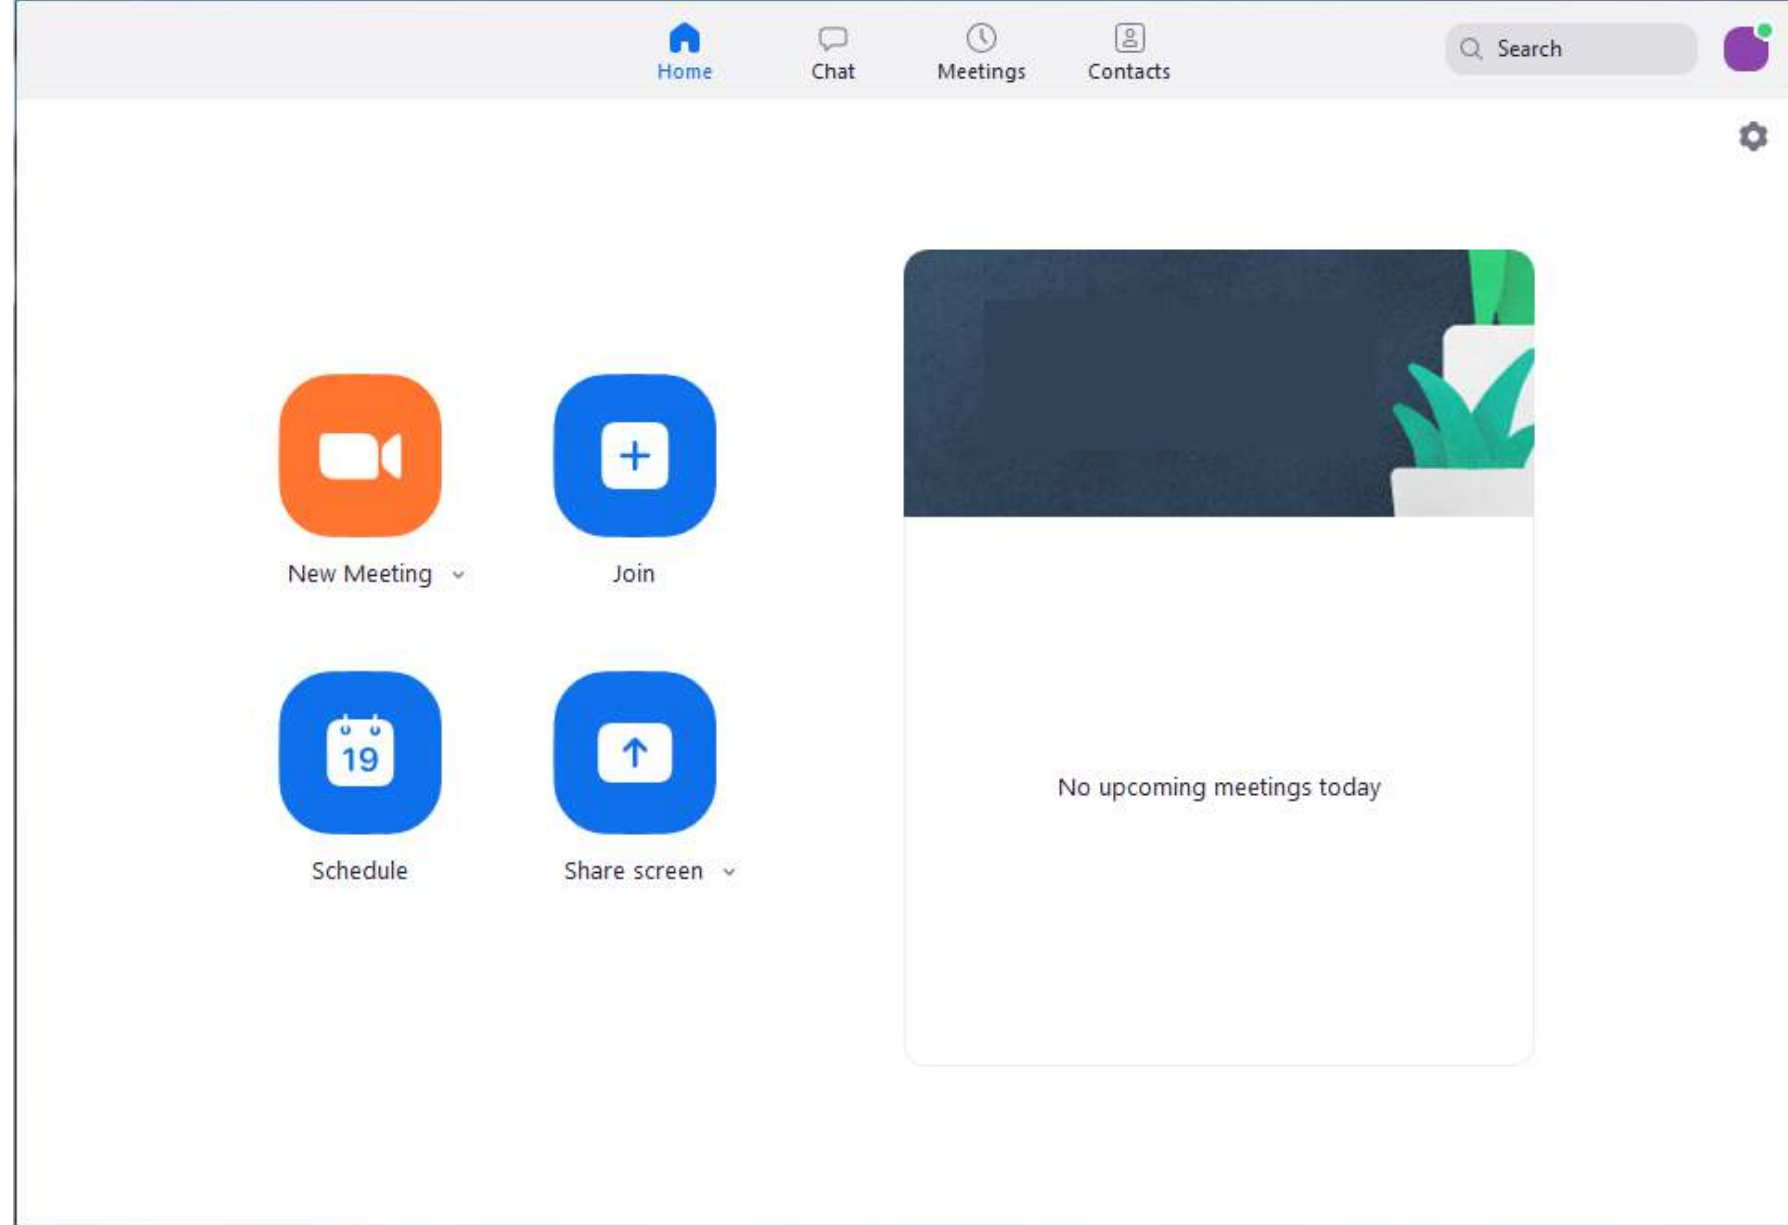 Home
Chat
Meetings
Contacts
Search
New Meeting
Join
19
Schedule
Share screen
No upcoming meetings today